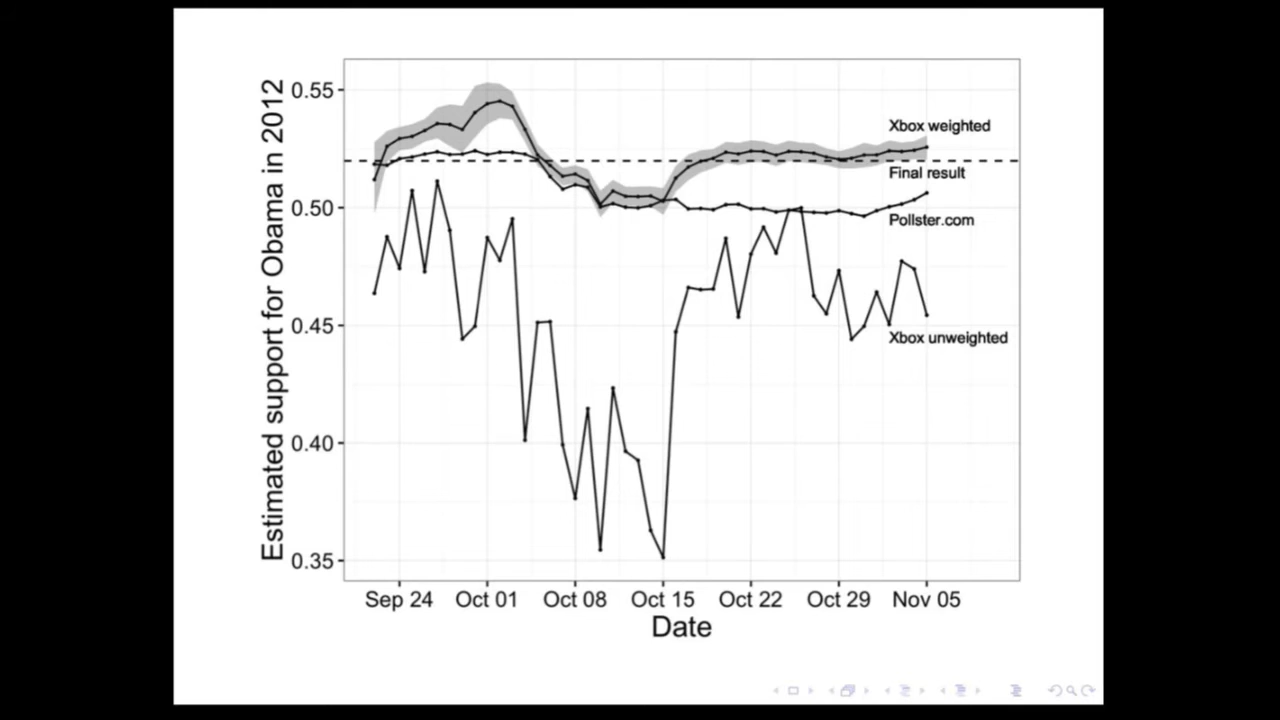 Estimated support for Obama in 2012
0.55
0.50
0.45
0.40
0.35
Xbox weighted
Final result
Pollster.com
Xbox unweighted
Sep 24 Oct 01 Oct 08 Oct 15 Oct 22 Oct 29 Nov 05
Date